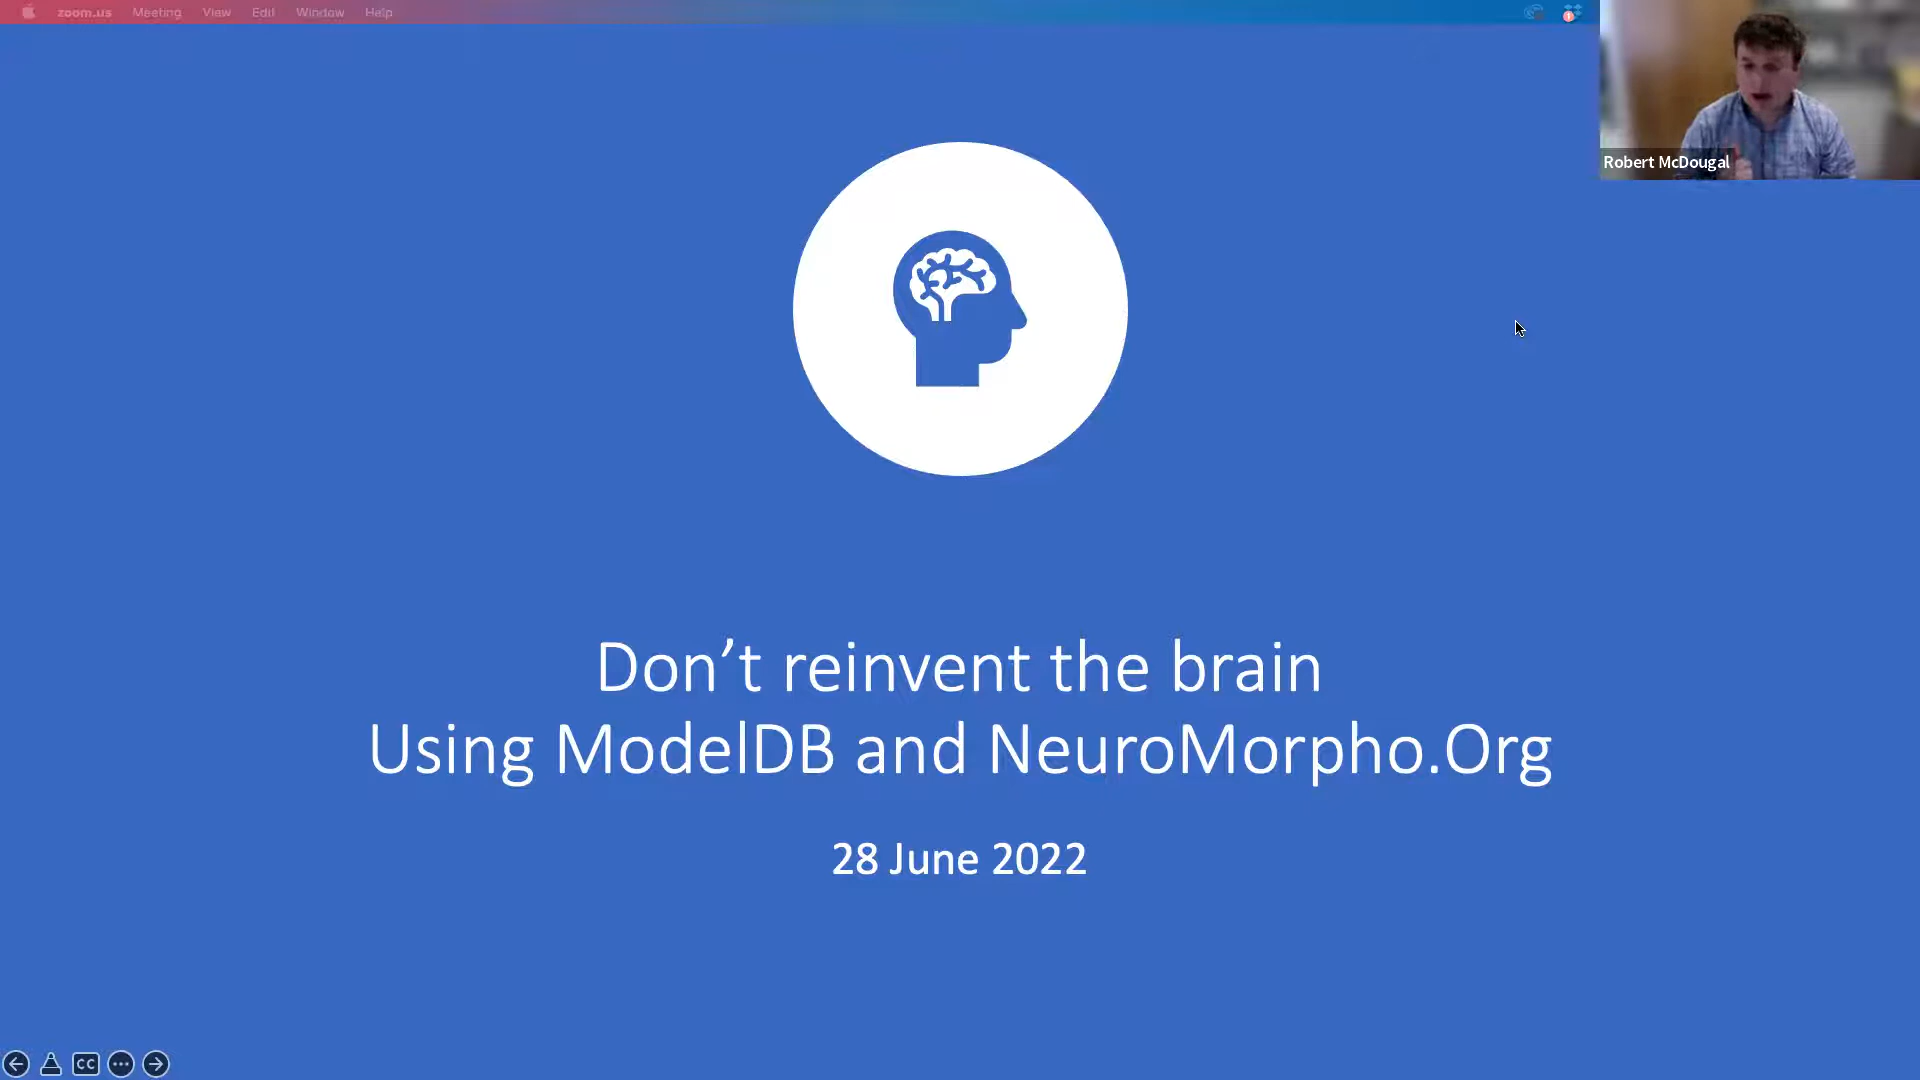 zoom.us Meeting View Edit Window Help
Robert McDougal
Don’t reinvent the brain
Using ModelDB and NeuroMorpho.Org
28 June 2022
CC